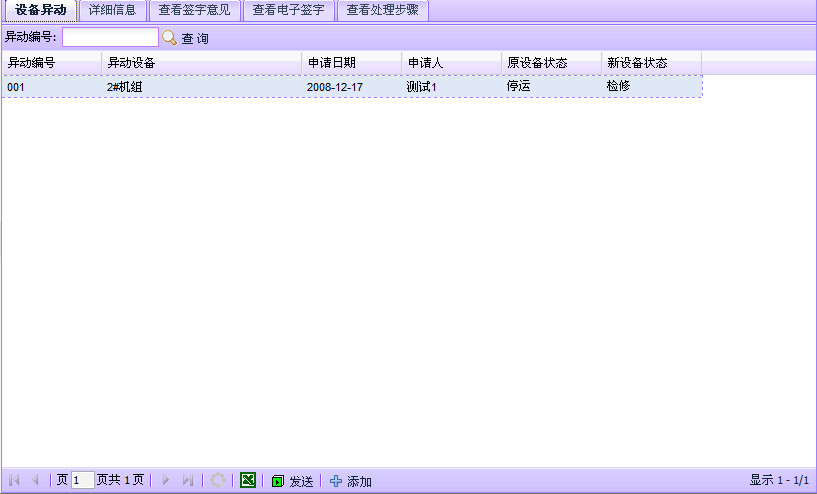 设备异动 详细信息 查看签字意见 查看电子签字 查看处理步骤
异动编号: 查 询
异动编号 异动设备 申请日期 申请人 原设备状态 新设备状态
001 2#机组 2008-12-17 测试1 停运 检修
页 1 页共 1 页 发送 添加 显示 1 - 1/1